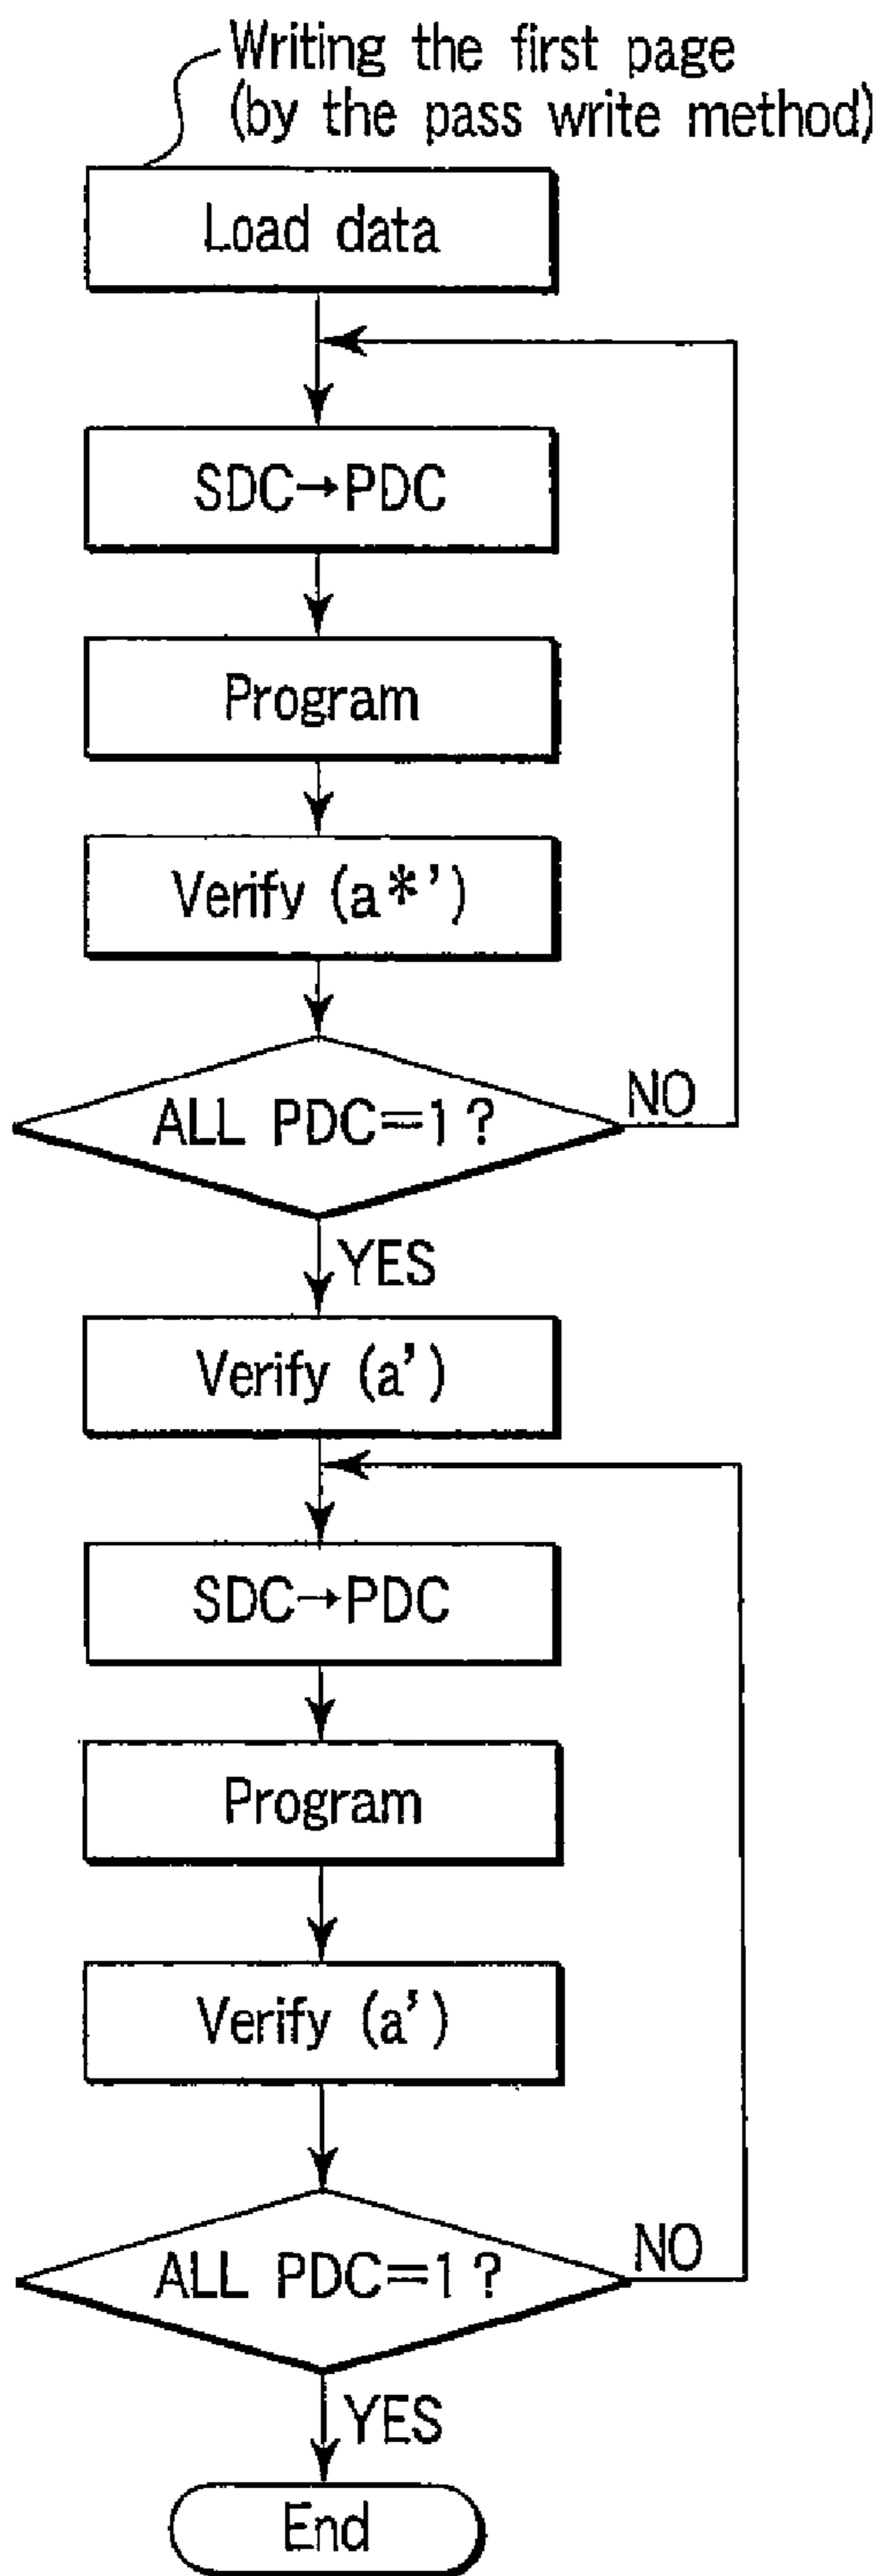 Writing the first page
(by the pass write method)
Load data
SDC→PDC
Program
Verify (a*')
ALL PDC=1?
NO
YES
Verify (a')
SDC→PDC
Program
Verify (a')
ALL PDC=1?
NO
YES
End